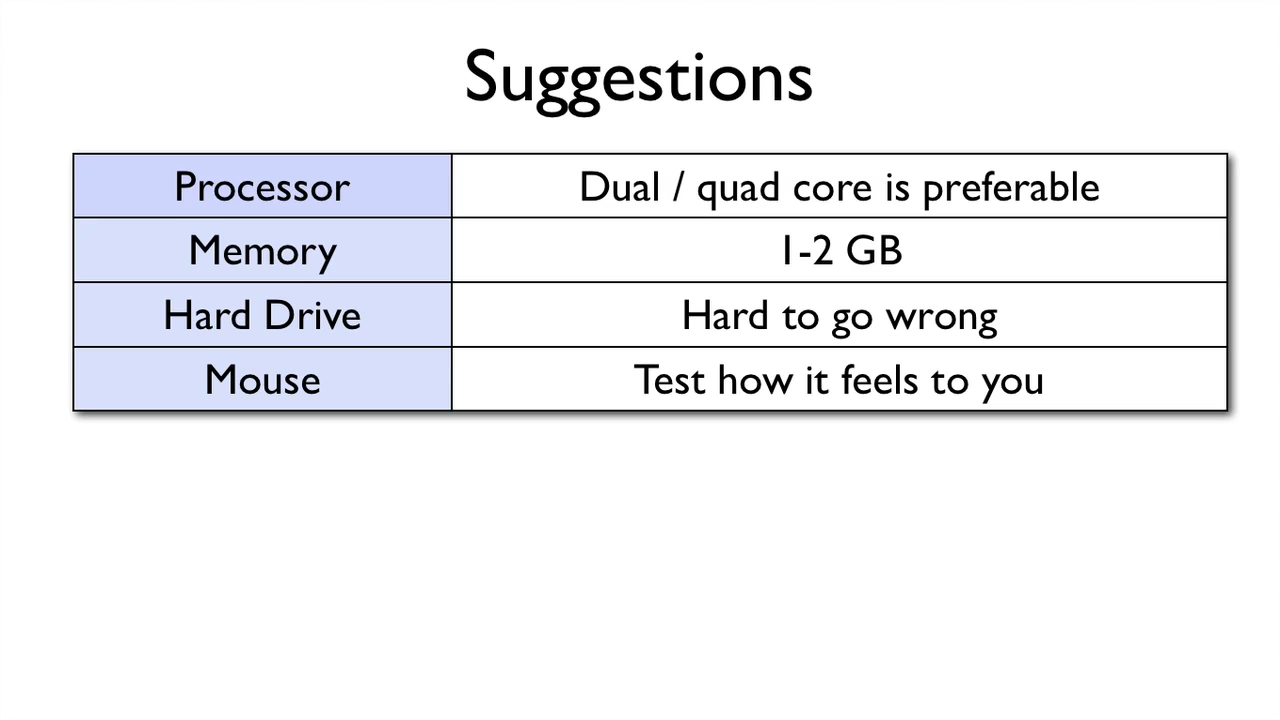 Suggestions
Processor
Dual / quad core is preferable
Memory
1-2 GB
Hard Drive
Hard to go wrong
Mouse
Test how it feels to you